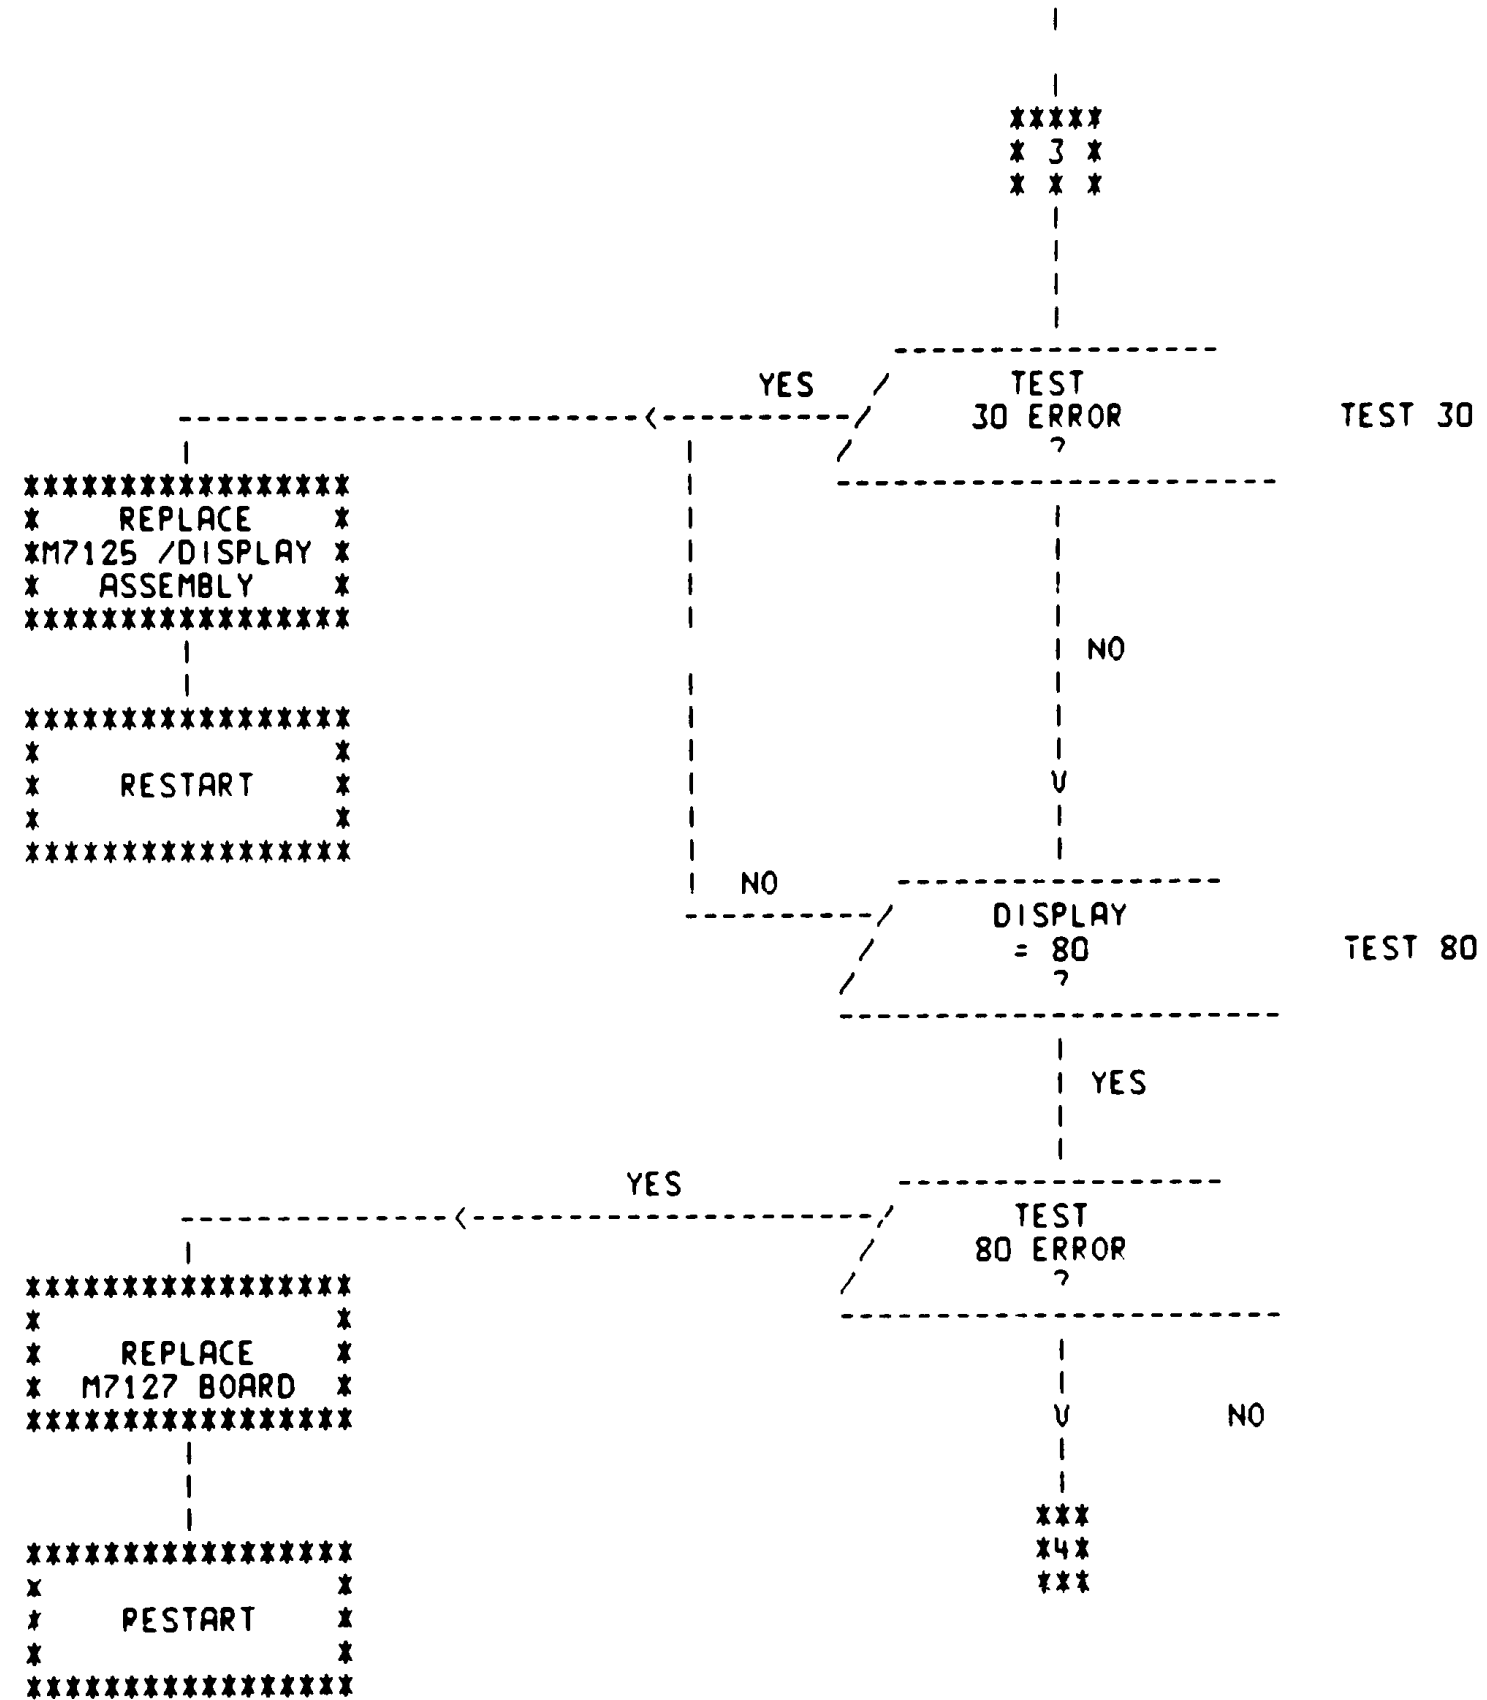 3
YES
TEST
30 ERROR
?
TEST 30
REPLACE
M7125 /DISPLAY
ASSEMBLY
NO
RESTART
NO
DISPLAY
= 80
?
TEST 80
YES
YES
TEST
80 ERROR
?
REPLACE
M7127 BOARD
NO
4
PESTART